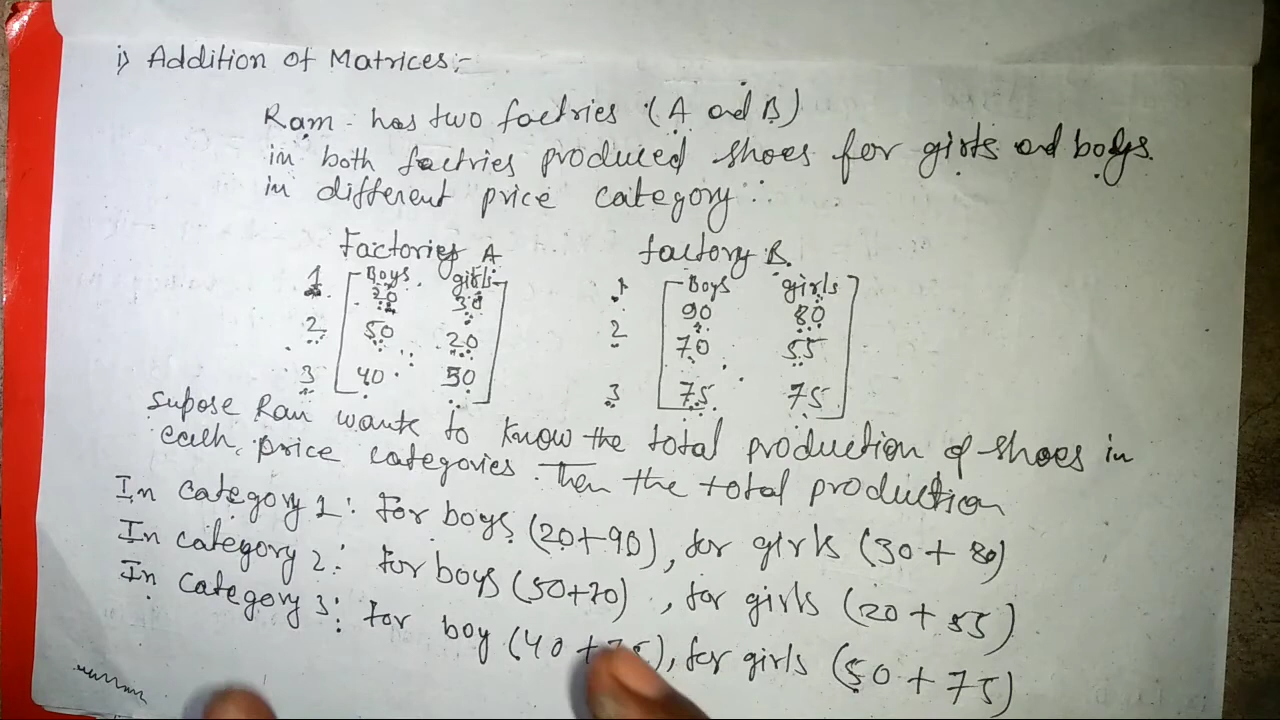 i) Addition of Matrices:-
Ram has two factries (A and B)
in both factries produced shoes for girls and boys.
in different price category:
Factories A factory B.
Boys girls Boys girls
1 20 30 1 90 80
2 50 20 2 70 55
3 40 50 3 75 75
Supose Ram wants to know the total production of shoes in
each price categories. Then the total production
In category 1: For boys (20+90), for girls (30+80)
In category 2: For boys (50+70), for girls (20+55)
In category 3: For boy (40+75), for girls (50+75)